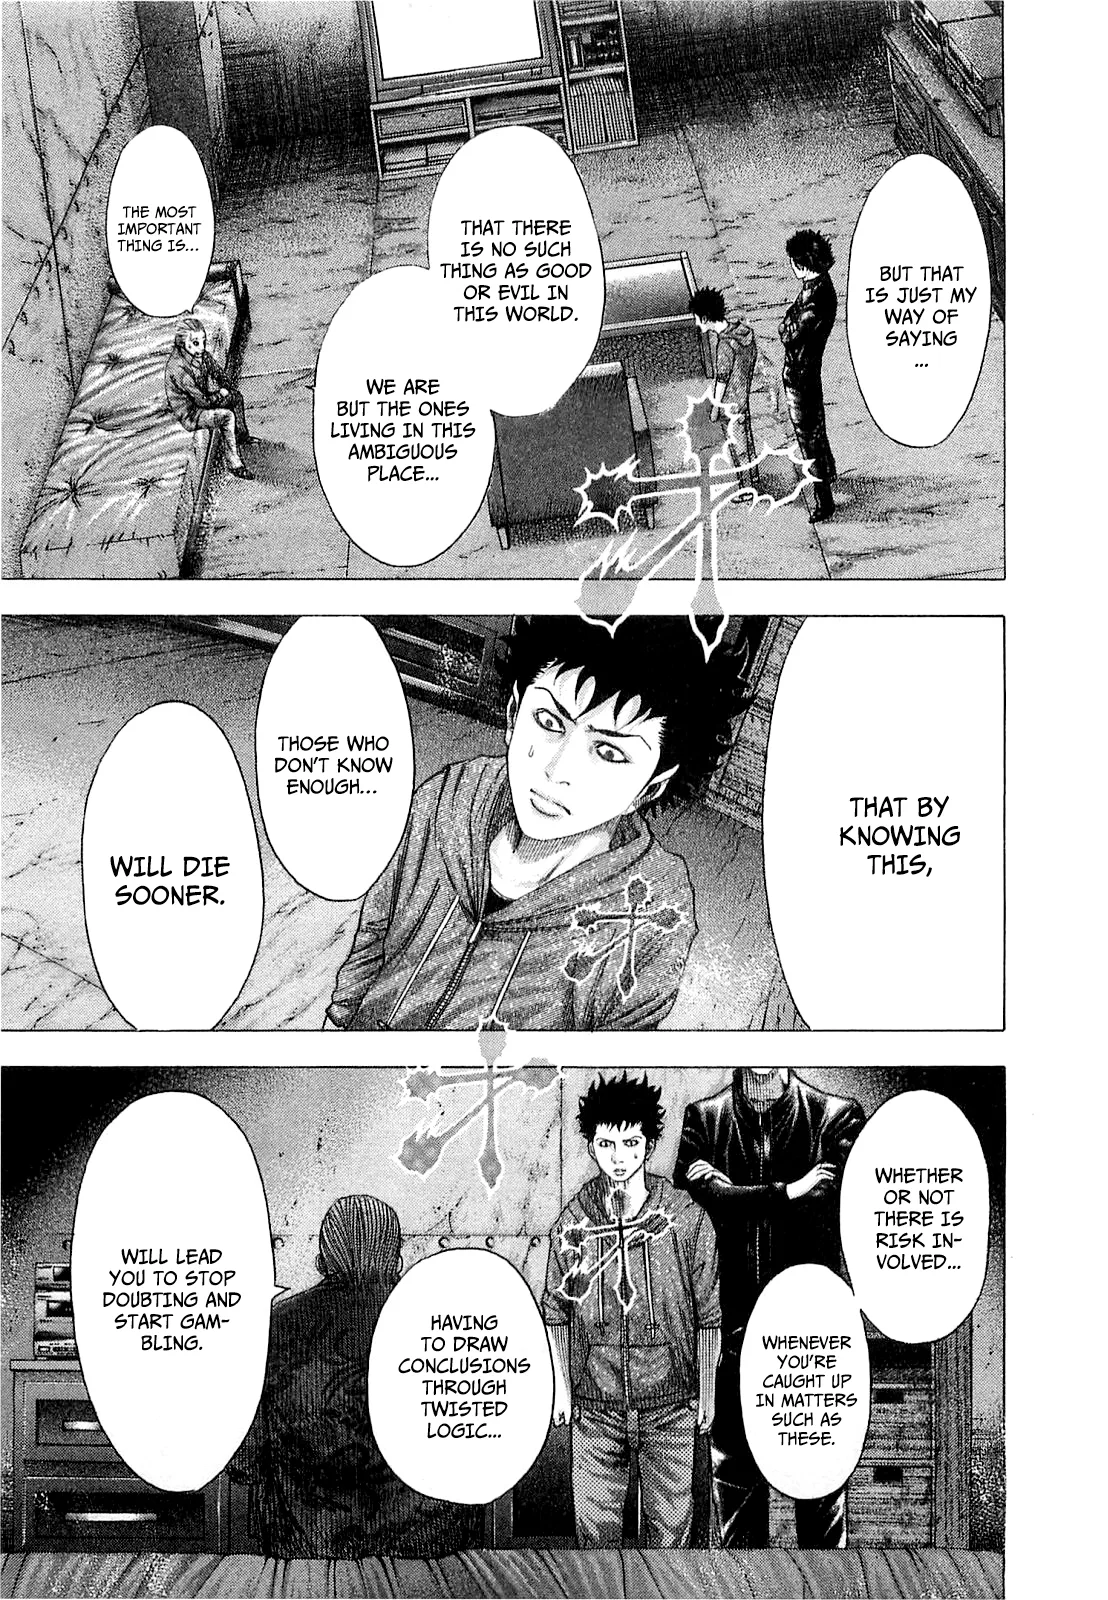 BUT THAT
IS JUST MY
WAY OF
SAYING
...
THAT THERE
IS NO SUCH
THING AS GOOD
OR EVIL IN
THIS WORLD.
WE ARE
BUT THE ONES
LIVING IN THIS
AMBIGUOUS
PLACE...
THE MOST
IMPORTANT
THING IS...
THAT BY
KNOWING
THIS,
THOSE WHO
DON'T KNOW
ENOUGH...
WILL DIE
SOONER.
WHETHER
OR NOT
THERE IS
RISK IN-
VOLVED...
WHENEVER
YOU'RE
CAUGHT UP
IN MATTERS
SUCH AS
THESE.
HAVING
TO DRAW
CONCLUSIONS
THROUGH
TWISTED
LOGIC...
WILL LEAD
YOU TO STOP
DOUBTING AND
START GAM-
BLING.